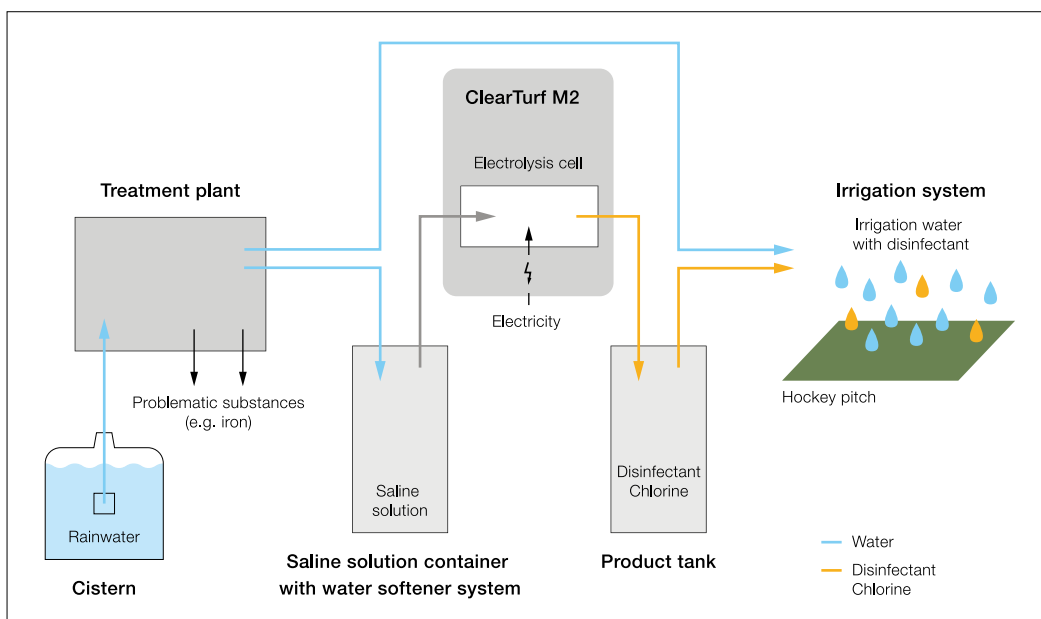 ClearTurf M2
Electrolysis cell
Treatment plant
Irrigation system
Irrigation water
with disinfectant
Electricity
Problematic substances
(e.g. iron)
Hockey pitch
Rainwater
Saline
solution
Disinfectant
Chlorine
Cistern
Saline solution container
with water softener system
Product tank
Water
Disinfectant
Chlorine